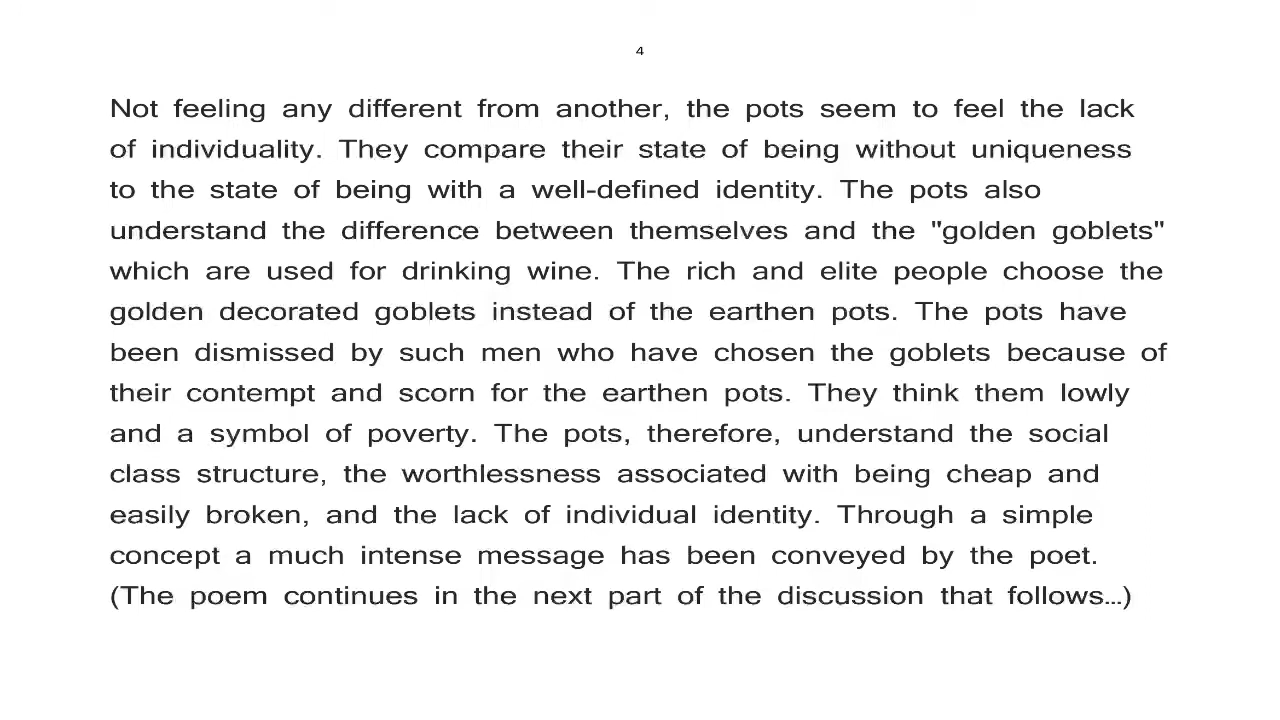 4
Not feeling any different from another, the pots seem to feel the lack
of individuality. They compare their state of being without uniqueness
to the state of being with a well-defined identity. The pots also
understand the difference between themselves and the "golden goblets"
which are used for drinking wine. The rich and elite people choose the
golden decorated goblets instead of the earthen pots. The pots have
been dismissed by such men who have chosen the goblets because of
their contempt and scorn for the earthen pots. They think them lowly
and a symbol of poverty. The pots, therefore, understand the social
class structure, the worthlessness associated with being cheap and
easily broken, and the lack of individual identity. Through a simple
concept a much intense message has been conveyed by the poet.
(The poem continues in the next part of the discussion that follows...)